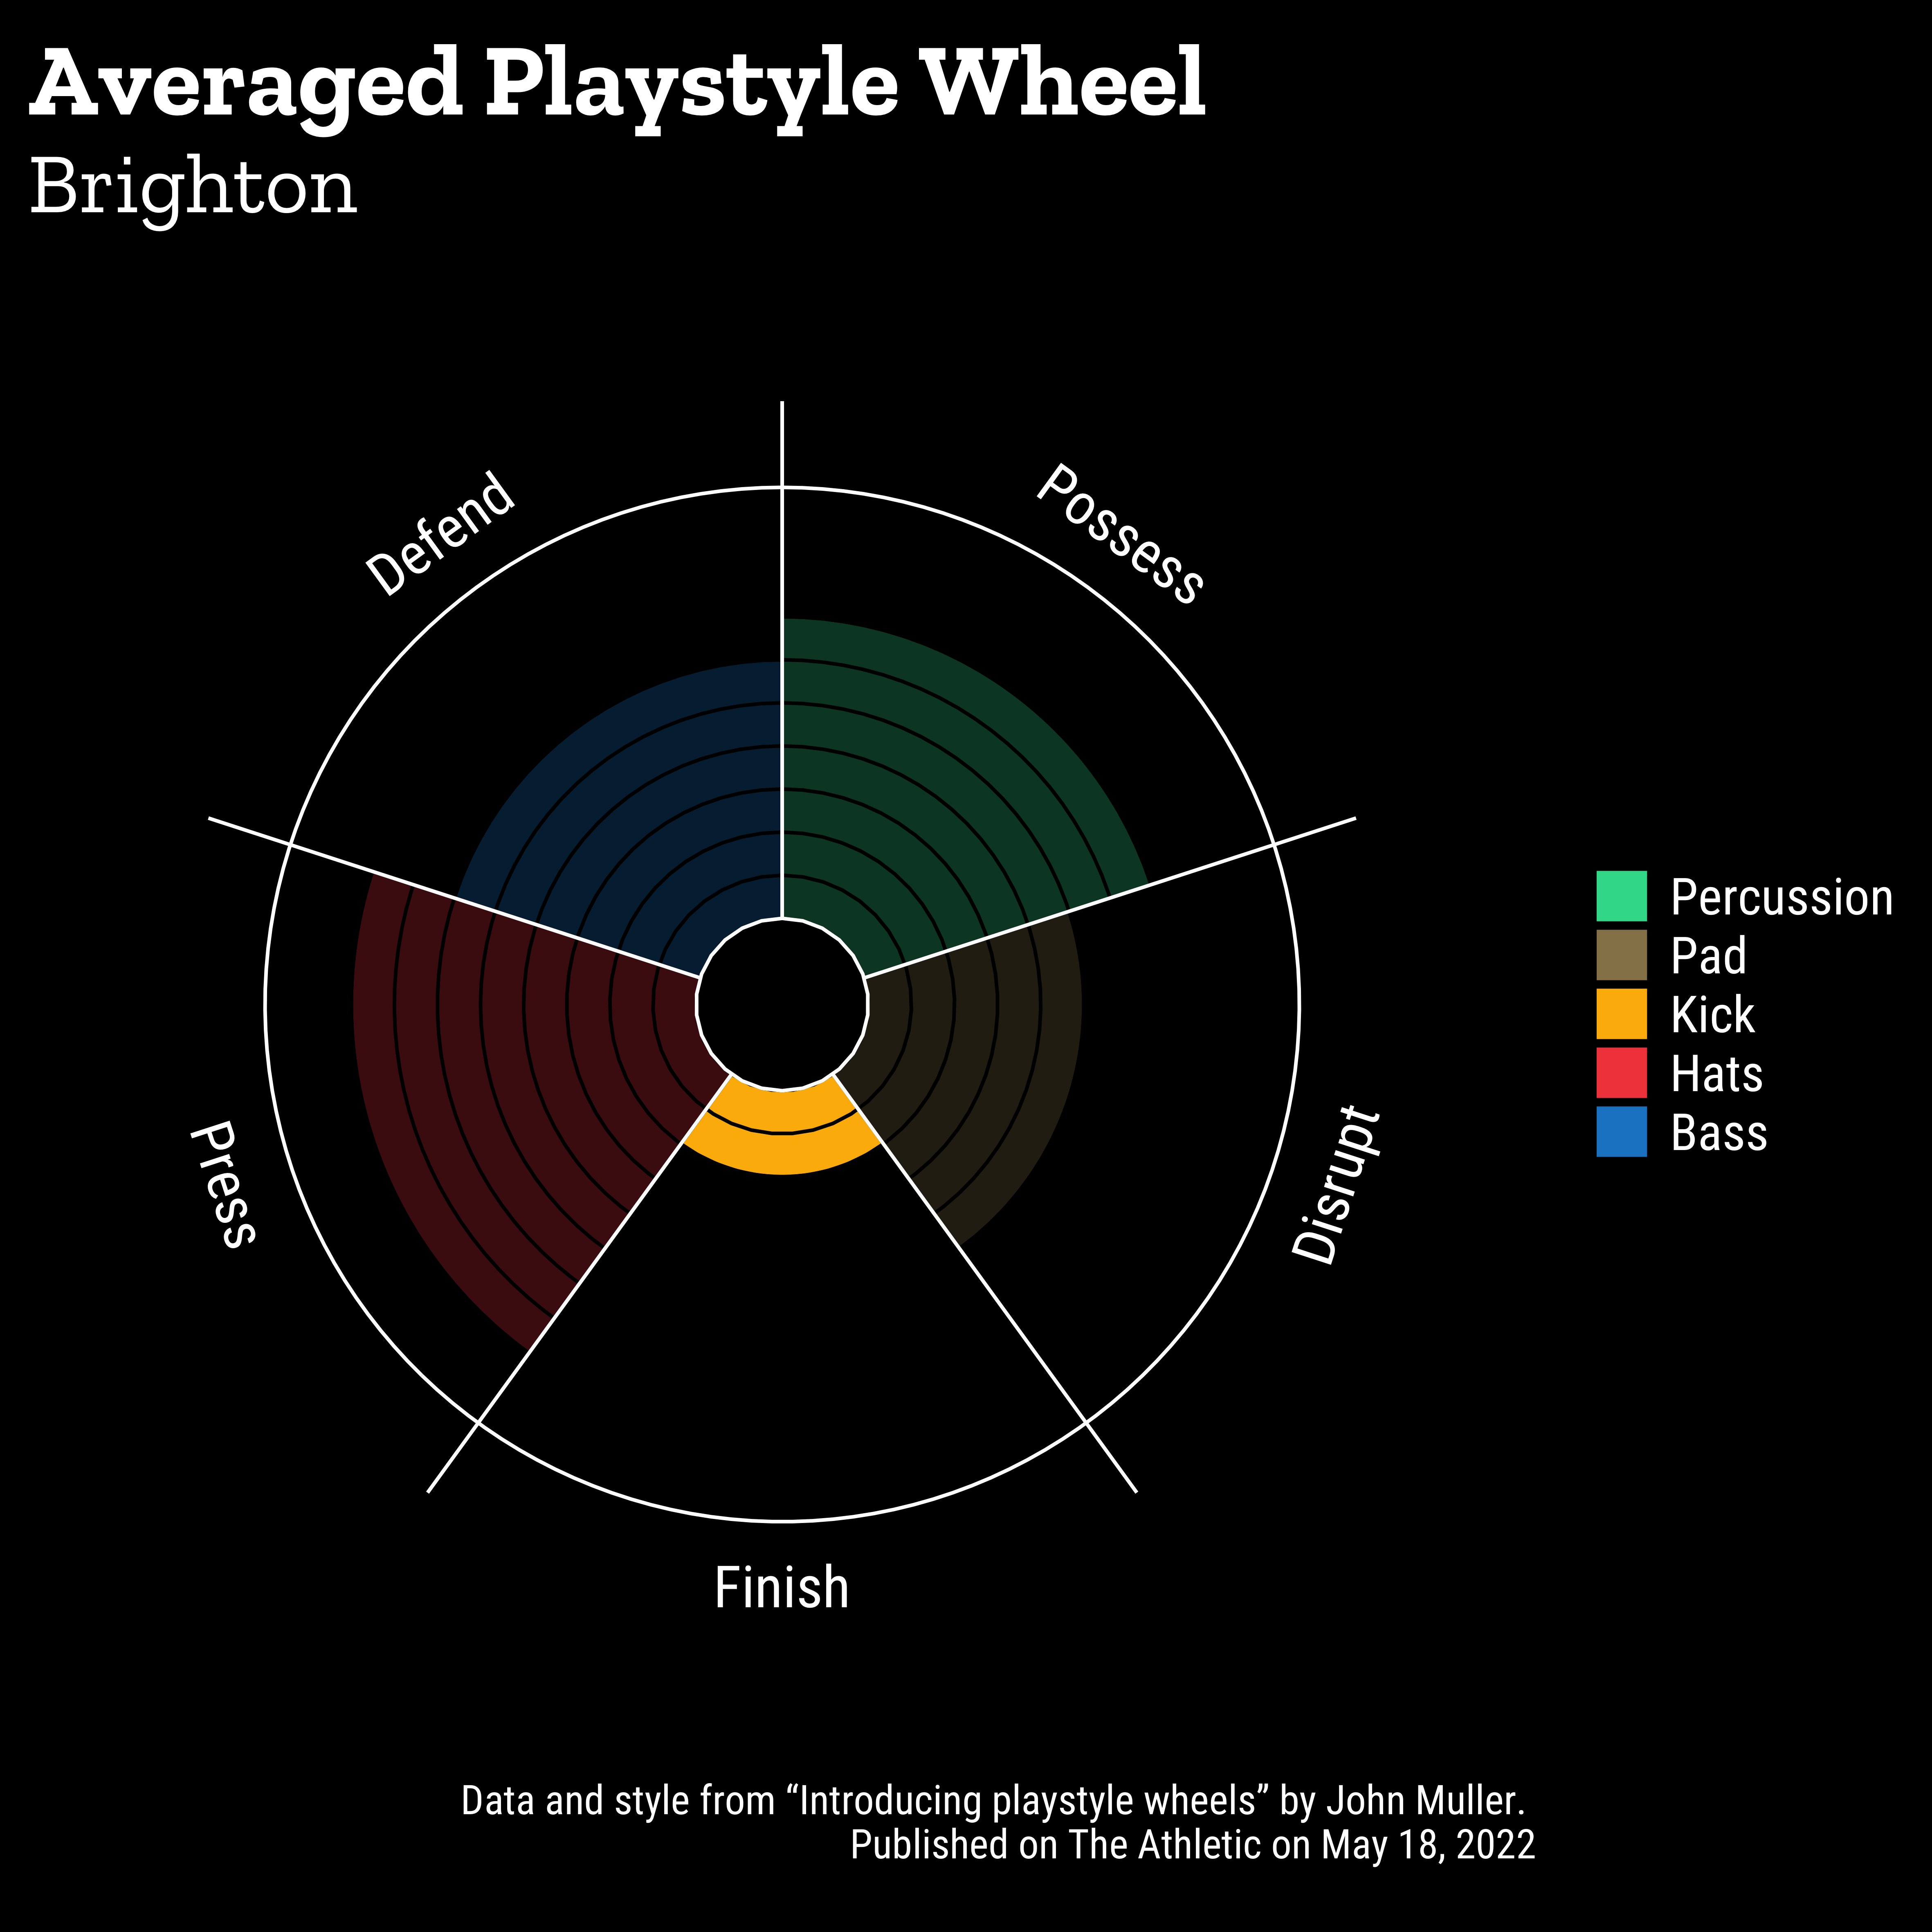 Averaged Playstyle Wheel
Brighton
Defend
Possess
Press
Disrupt
Finish
Percussion
Pad
Kick
Hats
Bass
Data and style from “Introducing playstyle wheels” by John Muller.
Published on The Athletic on May 18, 2022